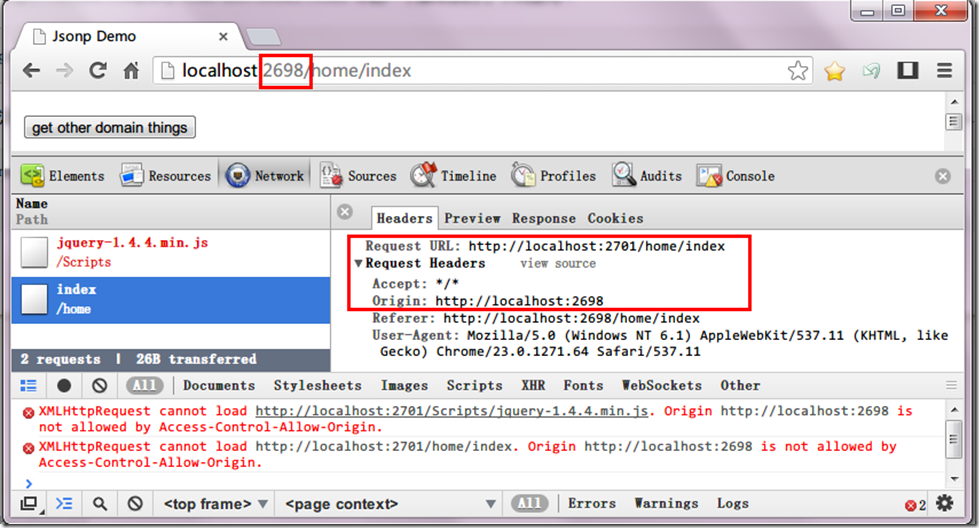 Jsonp Demo
localhost:2698/home/index
get other domain things
Elements Resources Network Sources Timeline Profiles Audits Console
Name
Path
jquery-1.4.4.min.js
/Scripts
index
/home
2 requests | 26B transferred
Headers Preview Response Cookies
Request URL: http://localhost:2701/home/index
▼Request Headers view source
Accept: */*
Origin: http://localhost:2698
Referer: http://localhost:2698/home/index
User-Agent: Mozilla/5.0 (Windows NT 6.1) AppleWebKit/537.11 (KHTML, like
Gecko) Chrome/23.0.1271.64 Safari/537.11
All Documents Stylesheets Images Scripts XHR Fonts WebSockets Other
XMLHttpRequest cannot load http://localhost:2701/Scripts/jquery-1.4.4.min.js. Origin http://localhost:2698 is
not allowed by Access-Control-Allow-Origin.
XMLHttpRequest cannot load http://localhost:2701/home/index. Origin http://localhost:2698 is not allowed by
Access-Control-Allow-Origin.
>
<top frame> ▼ <page context> ▼ All Errors Warnings Logs 2